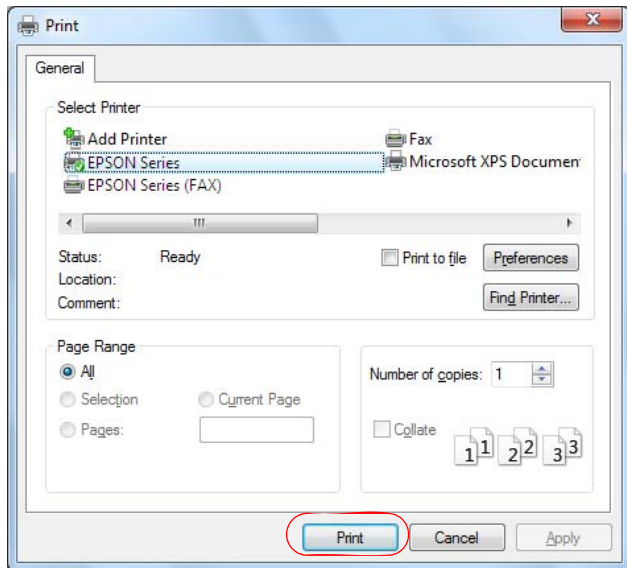 Print
General
Select Printer
Add Printer
Fax
EPSON Series
Microsoft XPS Documen
EPSON Series (FAX)
Status: Ready
Print to file
Preferences
Location:
Comment:
Find Printer...
Page Range
All
Number of copies: 1
Selection
Current Page
Pages:
Collate
1 1 2 2 3 3
Print
Cancel
Apply